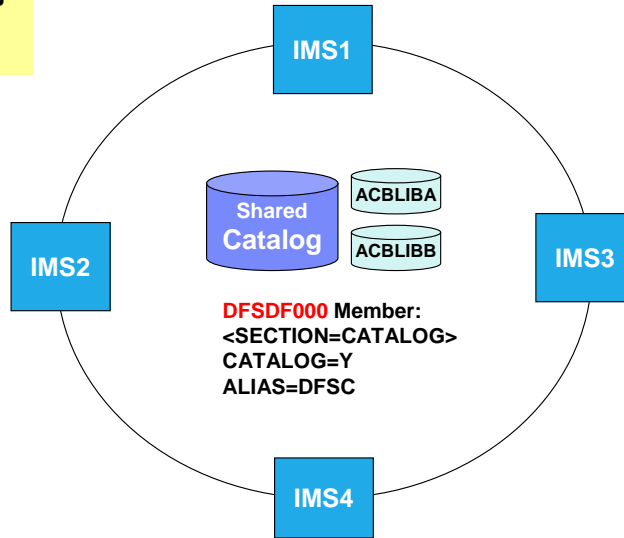 IMS1
ACBLIBA
Shared
Catalog
ACBLIBB
IMS2
IMS3
DFSDF000 Member:
<SECTION=CATALOG>
CATALOG=Y
ALIAS=DFSC
IMS4